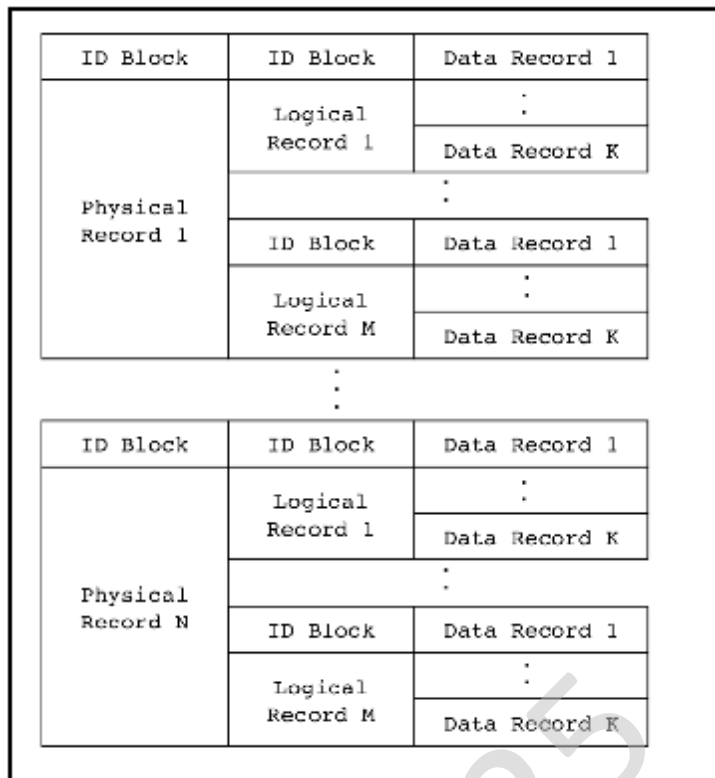 ID Block ID Block Data Record 1
Logical
Record 1
Data Record K
Physical
Record 1
ID Block Data Record 1
Logical
Record M
Data Record K
ID Block ID Block Data Record 1
Logical
Record 1
Data Record K
Physical
Record N
ID Block Data Record 1
Logical
Record M
Data Record K